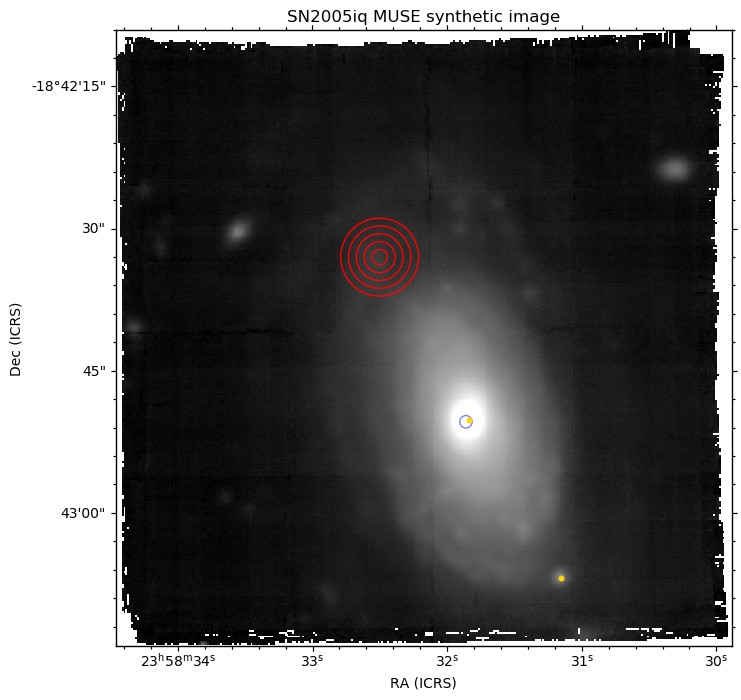 SN2005iq MUSE synthetic image
-18°42'15"
30"
45"
43'00"
Dec (ICRS)
23ʰ58ᵐ34ˢ
33ˢ
32ˢ
31ˢ
30ˢ
RA (ICRS)